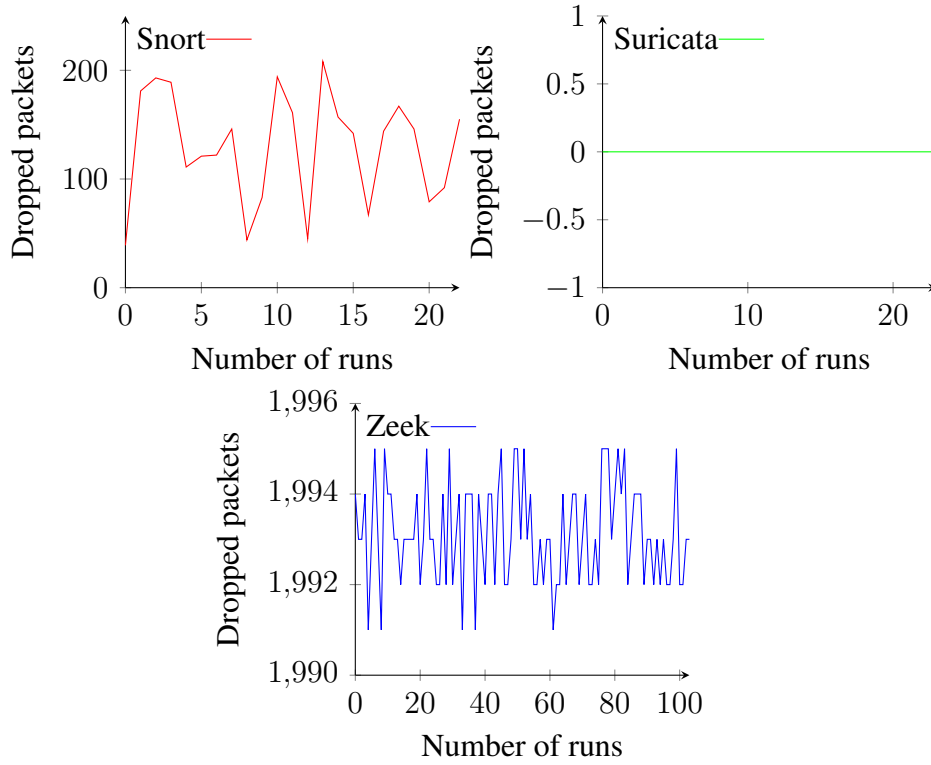 Snort
Dropped packets
200
100
0
0 5 10 15 20
Number of runs
Suricata
Dropped packets
1
0.5
0
−0.5
−1
0 10 20
Number of runs
Zeek
Dropped packets
1,996
1,994
1,992
1,990
0 20 40 60 80 100
Number of runs